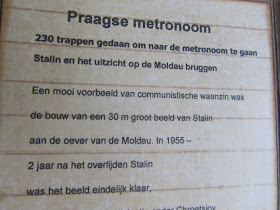 Praagse metronoom
230 trappen gedaan om naar de metronoom te gaan
Stalin en het uitzicht op de Moldau bruggen
Een mooi voorbeeld van communistische waanzin was
de bouw van een 30 m groot beeld van Stalin
aan de oever van de Moldau. In 1955 –
2 jaar na het overlijden Stalin
was het beeld eindelijk klaar,